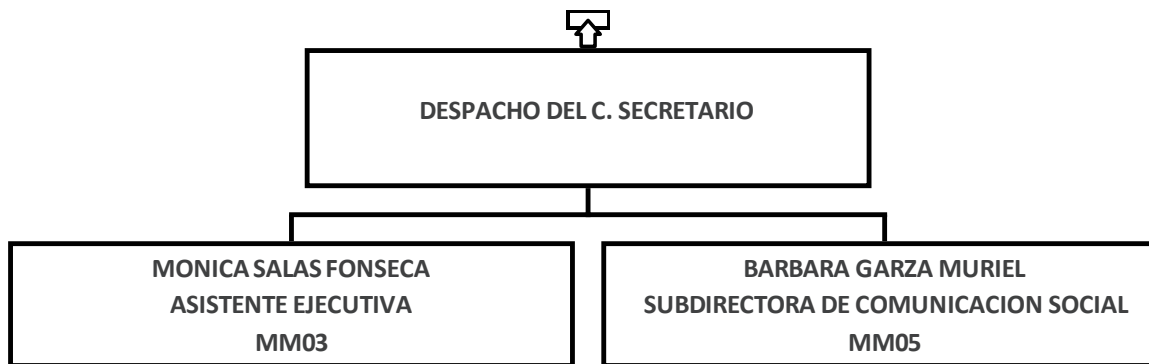 DESPACHO DEL C. SECRETARIO
MONICA SALAS FONSECA
ASISTENTE EJECUTIVA
MM03
BARBARA GARZA MURIEL
SUBDIRECTORA DE COMUNICACION SOCIAL
MM05